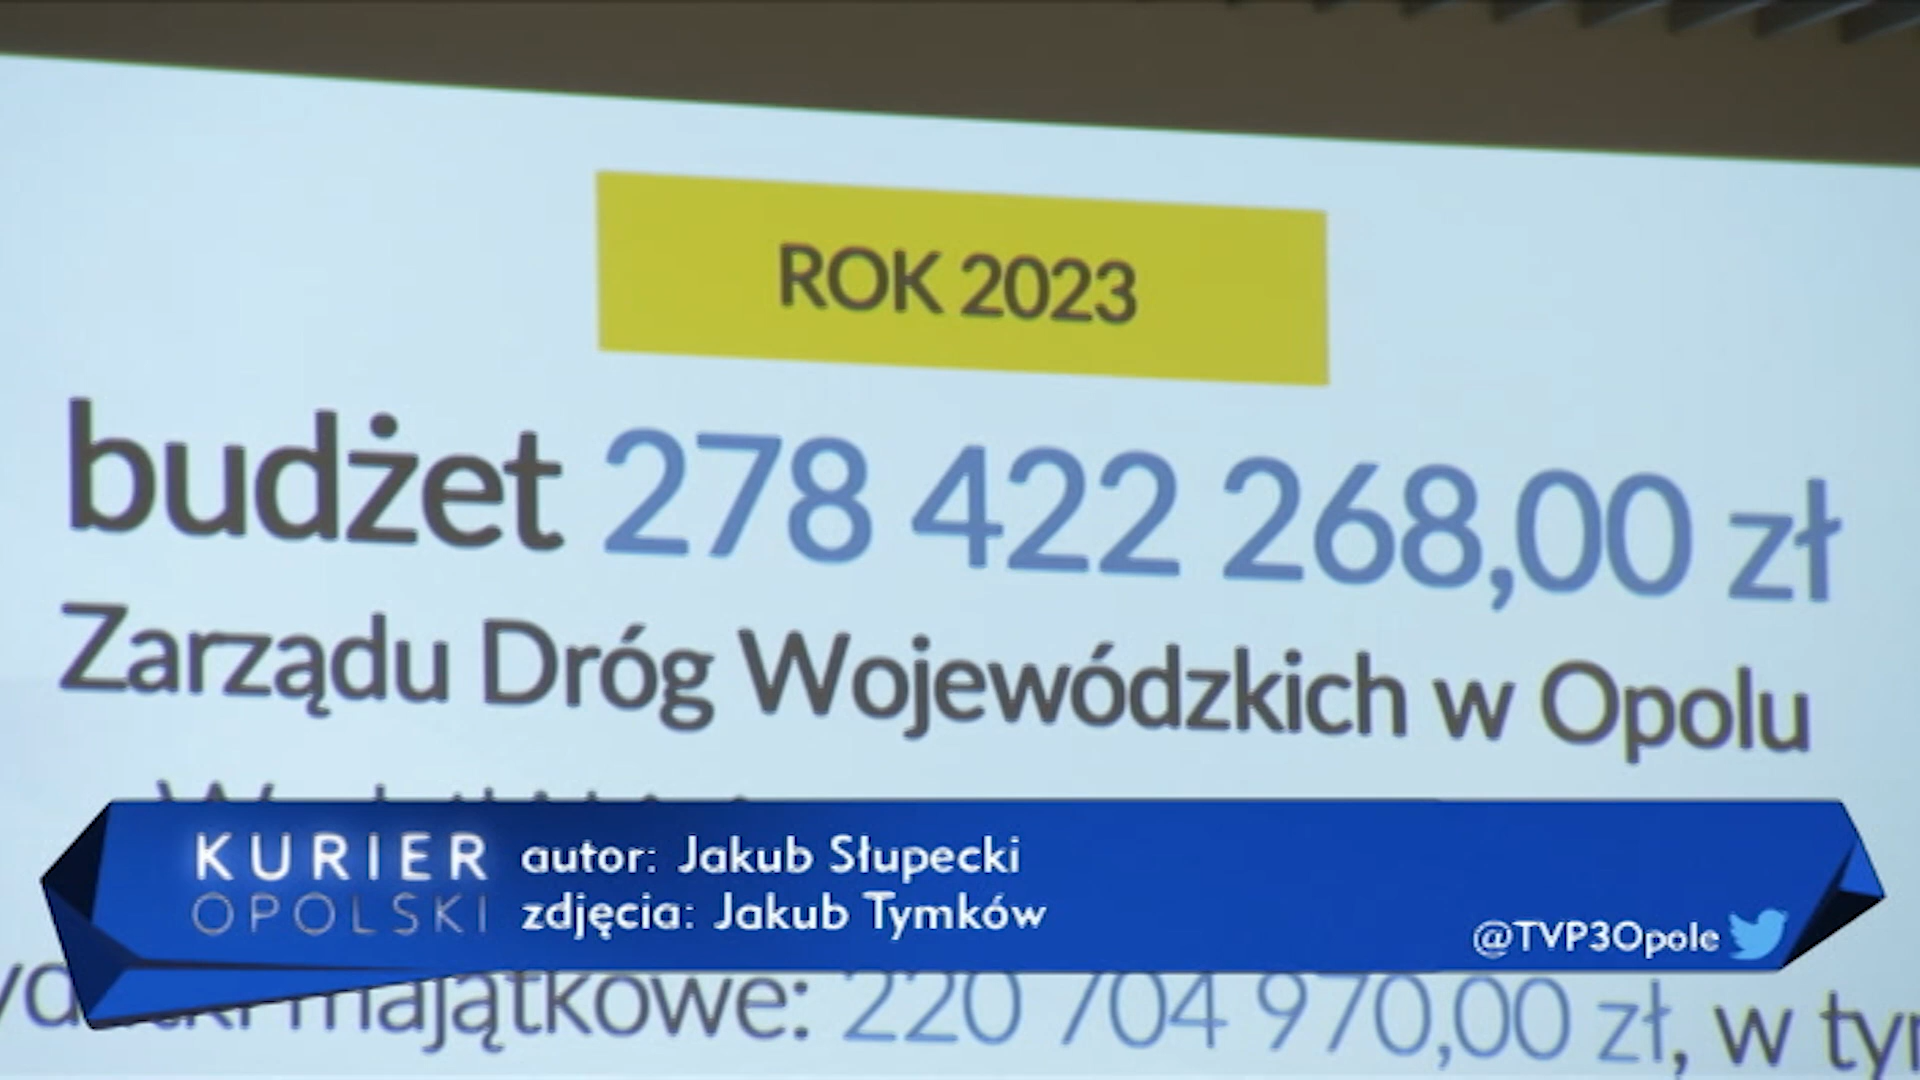 ROK 2023
budżet 278 422 268,00 zł
Zarządu Dróg Wojewódzkich w Opolu
KURIER
OPOLSKI
autor: Jakub Słupecki
zdjęcia: Jakub Tymków
@TVP3Opole
majątkowe: 220 704 970,00 zł, w